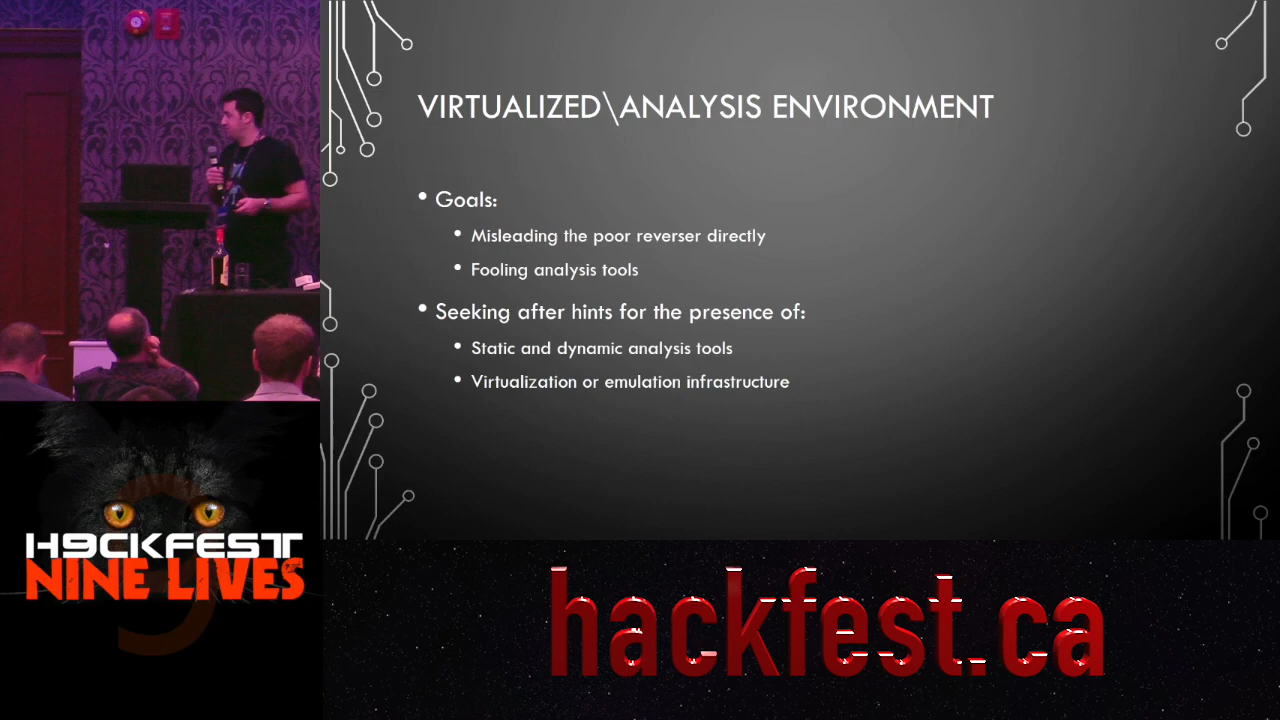 VIRTUALIZED\ANALYSIS ENVIRONMENT
• Goals:
• Misleading the poor reverser directly
• Fooling analysis tools
• Seeking after hints for the presence of:
• Static and dynamic analysis tools
• Virtualization or emulation infrastructure
H9CKFEST
NINE LIVES
9
hackfest.ca